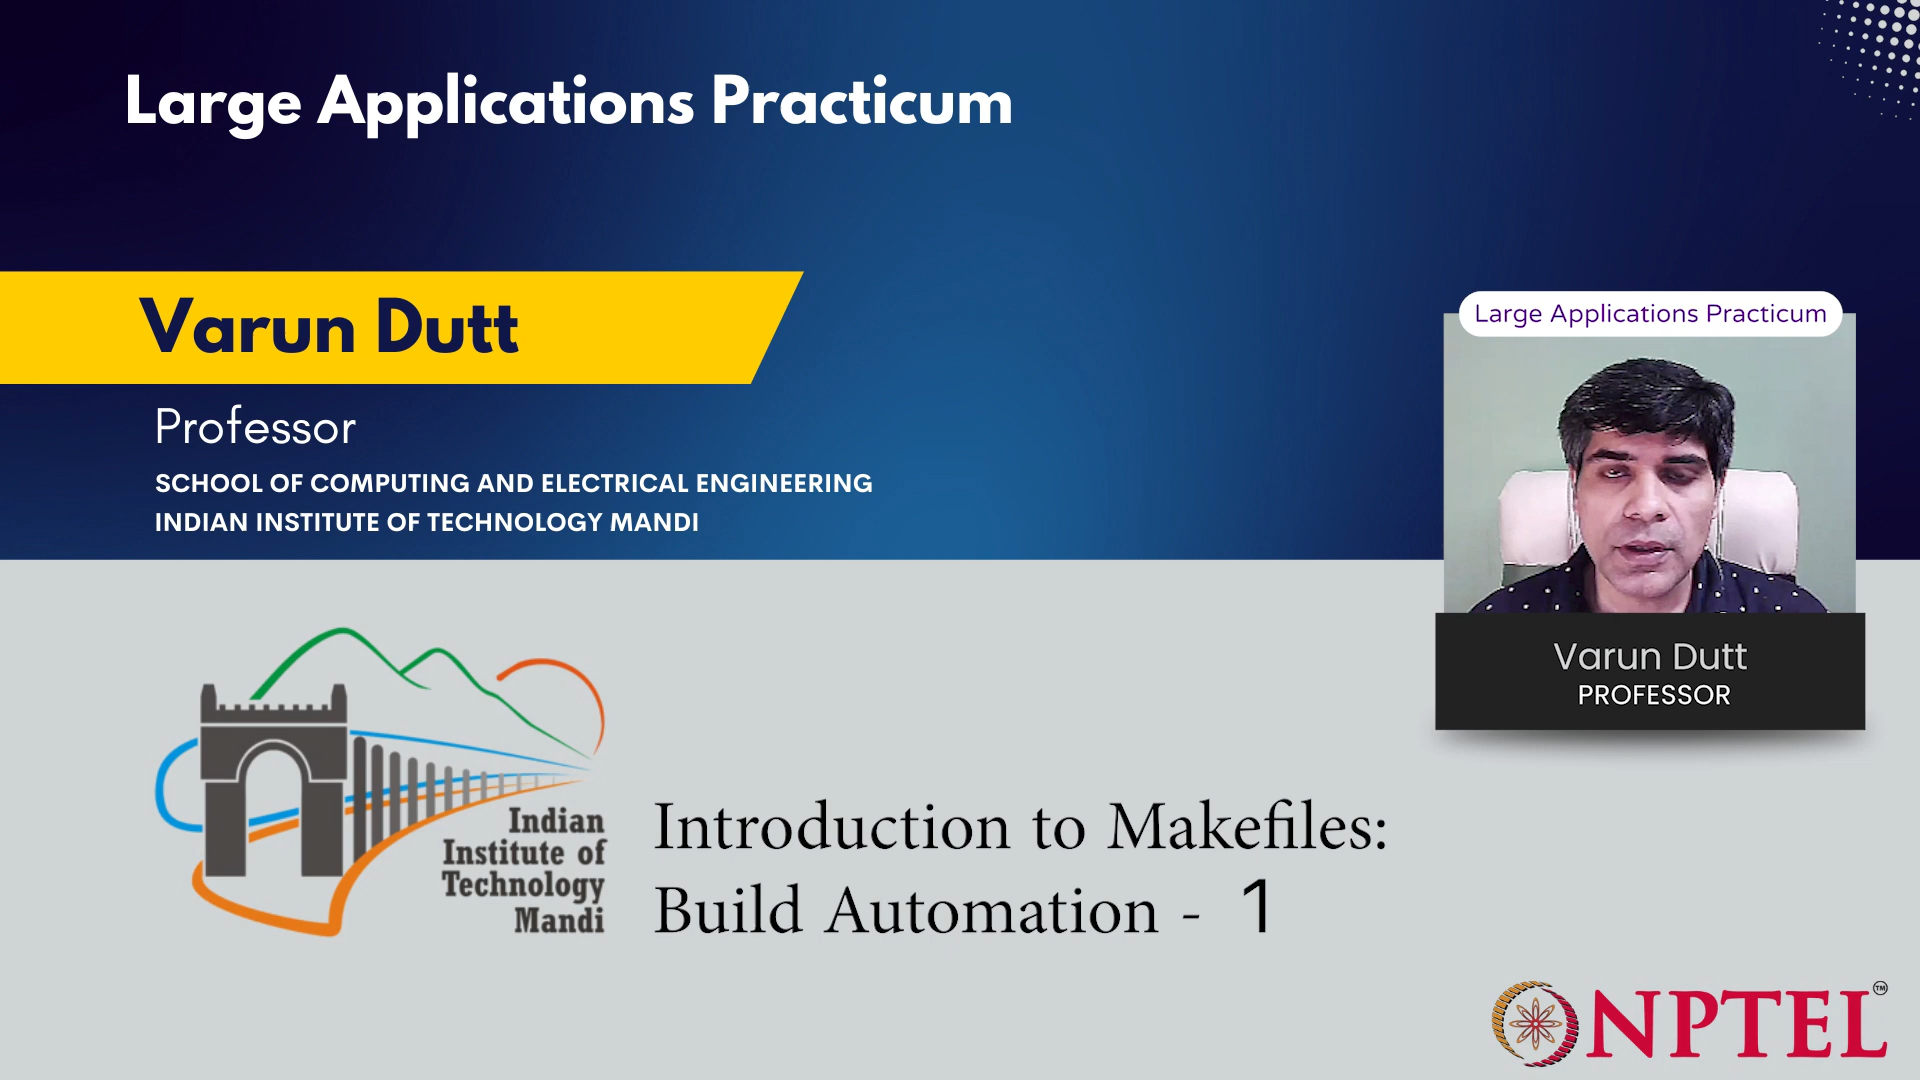 Large Applications Practicum
Varun Dutt
Professor
SCHOOL OF COMPUTING AND ELECTRICAL ENGINEERING
INDIAN INSTITUTE OF TECHNOLOGY MANDI
Large Applications Practicum
Varun Dutt
PROFESSOR
Indian
Institute of
Technology
Mandi
Introduction to Makefiles:
Build Automation - 1
NPTEL™